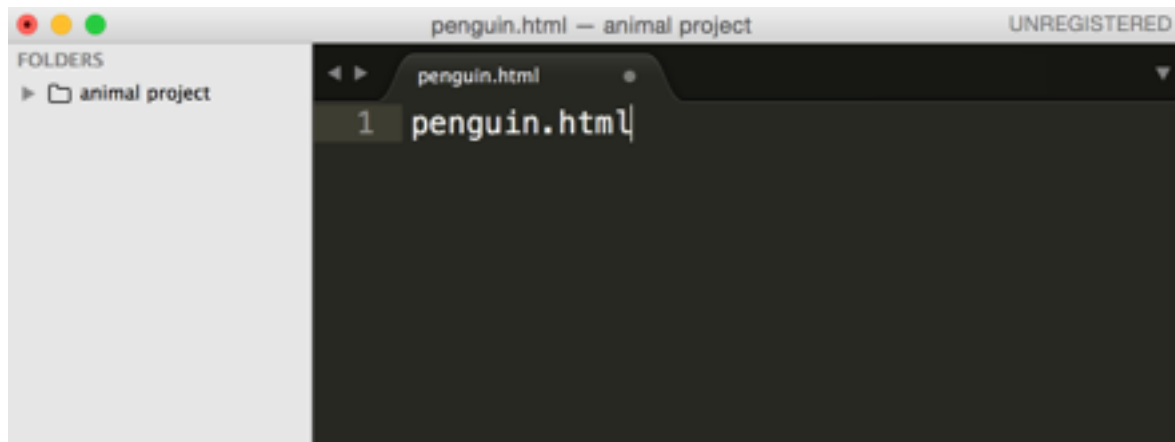 penguin.html — animal project
UNREGISTERED
FOLDERS
animal project
penguin.html
1 penguin.html